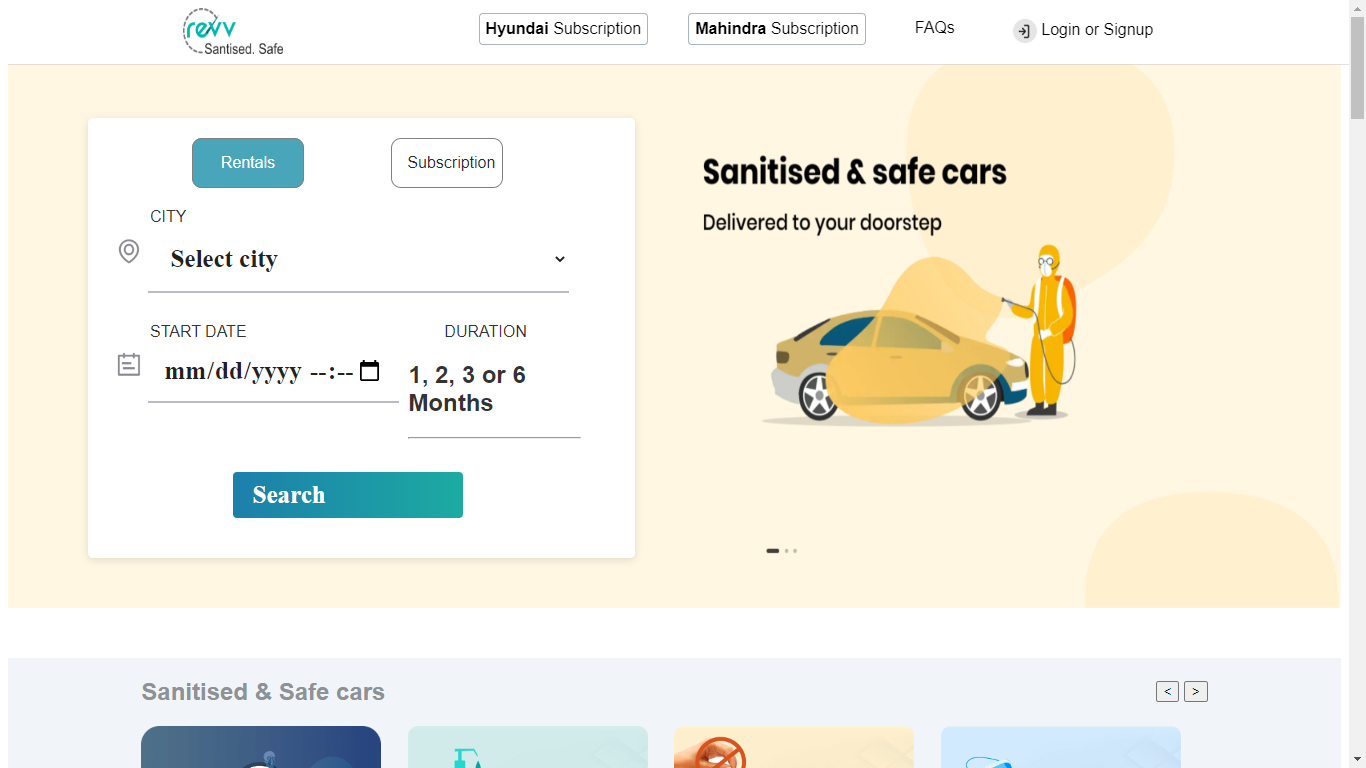 revv
Santised. Safe
Hyundai Subscription
Mahindra Subscription
FAQs
Login or Signup
Rentals
Subscription
CITY
Select city
START DATE
DURATION
mm/dd/yyyy --:--
1, 2, 3 or 6
Months
Search
Sanitised & safe cars
Delivered to your doorstep
Sanitised & Safe cars
< >